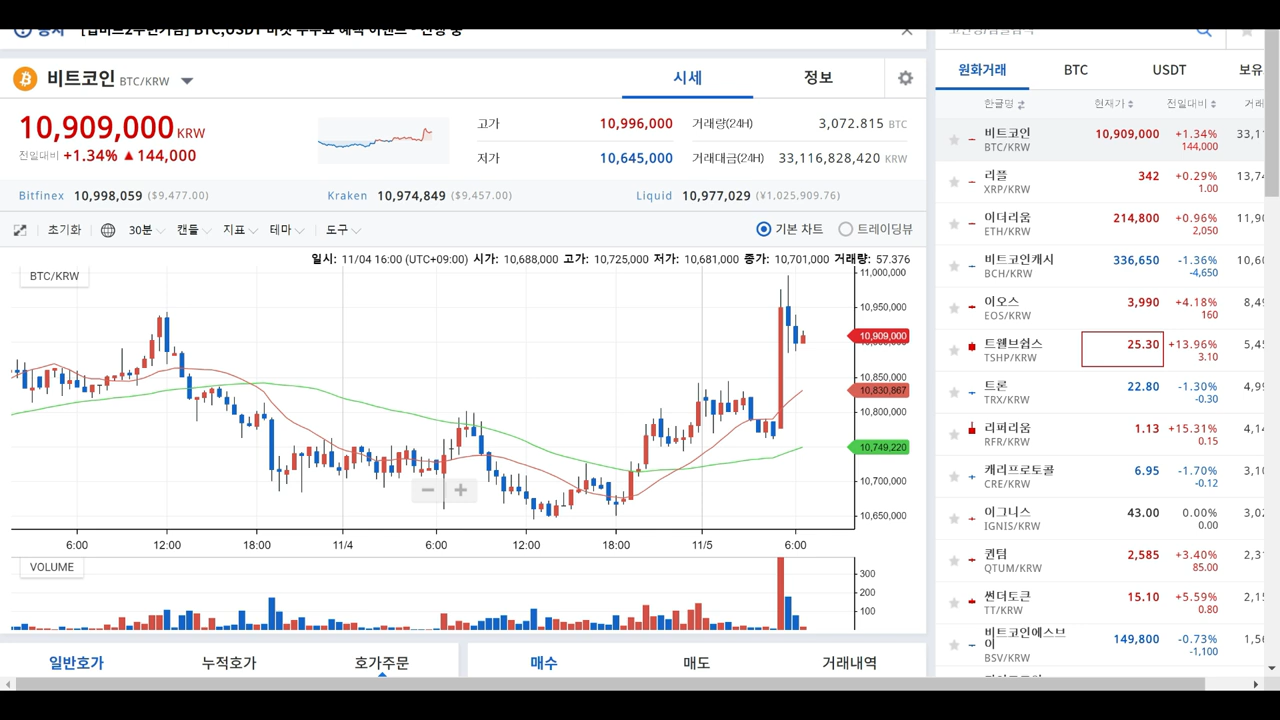 비트코인 BTC/KRW
시세
정보
10,909,000 KRW
전일대비 +1.34% ▲ 144,000
고가 10,996,000
거래량(24H) 3,072.815 BTC
저가 10,645,000
거래대금(24H) 33,116,828,420 KRW
Bitfinex 10,998,059 ($9,477.00)
Kraken 10,974,849 ($9,457.00)
Liquid 10,977,029 (¥1,025,909.76)
초기화
30분
캔들
지표
테마
도구
기본 차트
트레이딩뷰
일시: 11/04 16:00 (UTC+09:00) 시가: 10,688,000 고가: 10,725,000 저가: 10,681,000 종가: 10,701,000 거래량: 57.376
BTC/KRW
11,000,000
10,950,000
10,909,000
10,850,000
10,830,867
10,800,000
10,749,220
10,700,000
10,650,000
6:00 12:00 18:00 11/4 6:00 12:00 18:00 11/5 6:00
VOLUME
300
200
100
일반호가
누적호가
호가주문
매수
매도
거래내역
원화거래
BTC
USDT
보유
한글명 현재가 전일대비
비트코인 10,909,000 +1.34%
BTC/KRW 144,000
리플 342 +0.29%
XRP/KRW 1.00
이더리움 214,800 +0.96%
ETH/KRW 2,050
비트코인캐시 336,650 -1.36%
BCH/KRW -4,650
이오스 3,990 +4.18%
EOS/KRW 160
트웰브쉽스 25.30 +13.96%
TSHP/KRW 3.10
트론 22.80 -1.30%
TRX/KRW -0.30
리퍼리움 1.13 +15.31%
RFR/KRW 0.15
캐리프로토콜 6.95 -1.70%
CRE/KRW -0.12
이그니스 43.00 0.00%
IGNIS/KRW 0.00
퀀텀 2,585 +3.40%
QTUM/KRW 85.00
썬더토큰 15.10 +5.59%
TT/KRW 0.80
비트코인에스브이 149,800 -0.73%
BSV/KRW -1,100